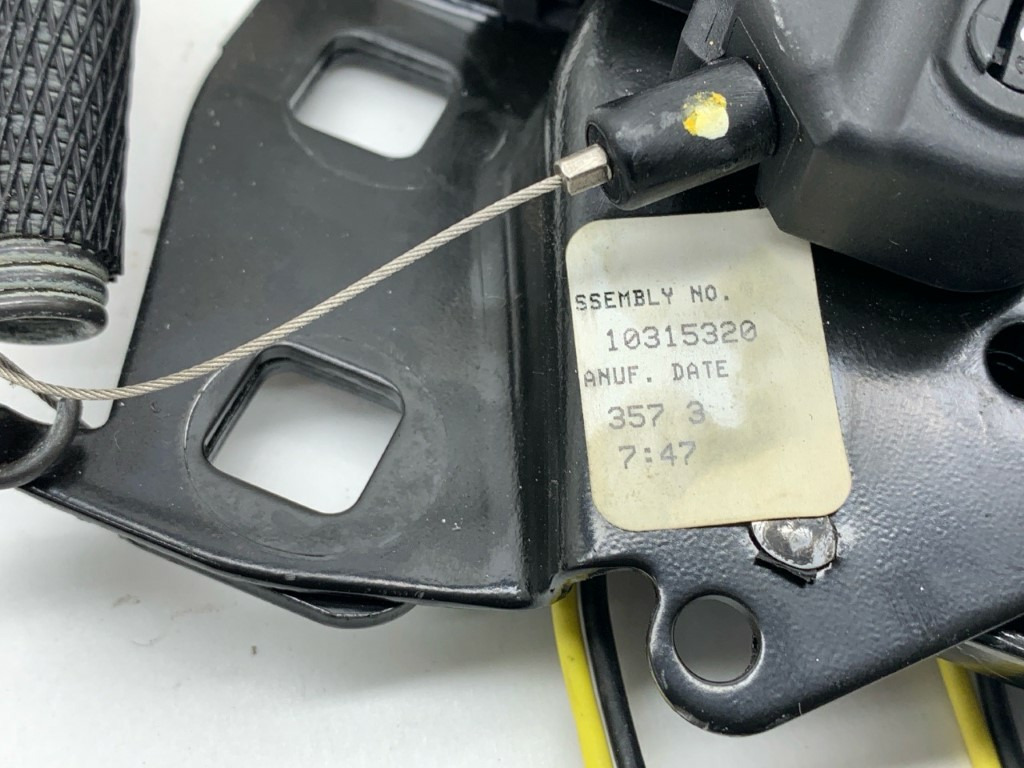 SSEMBLY NO.
10315320
ANUF. DATE
357 3
7:47